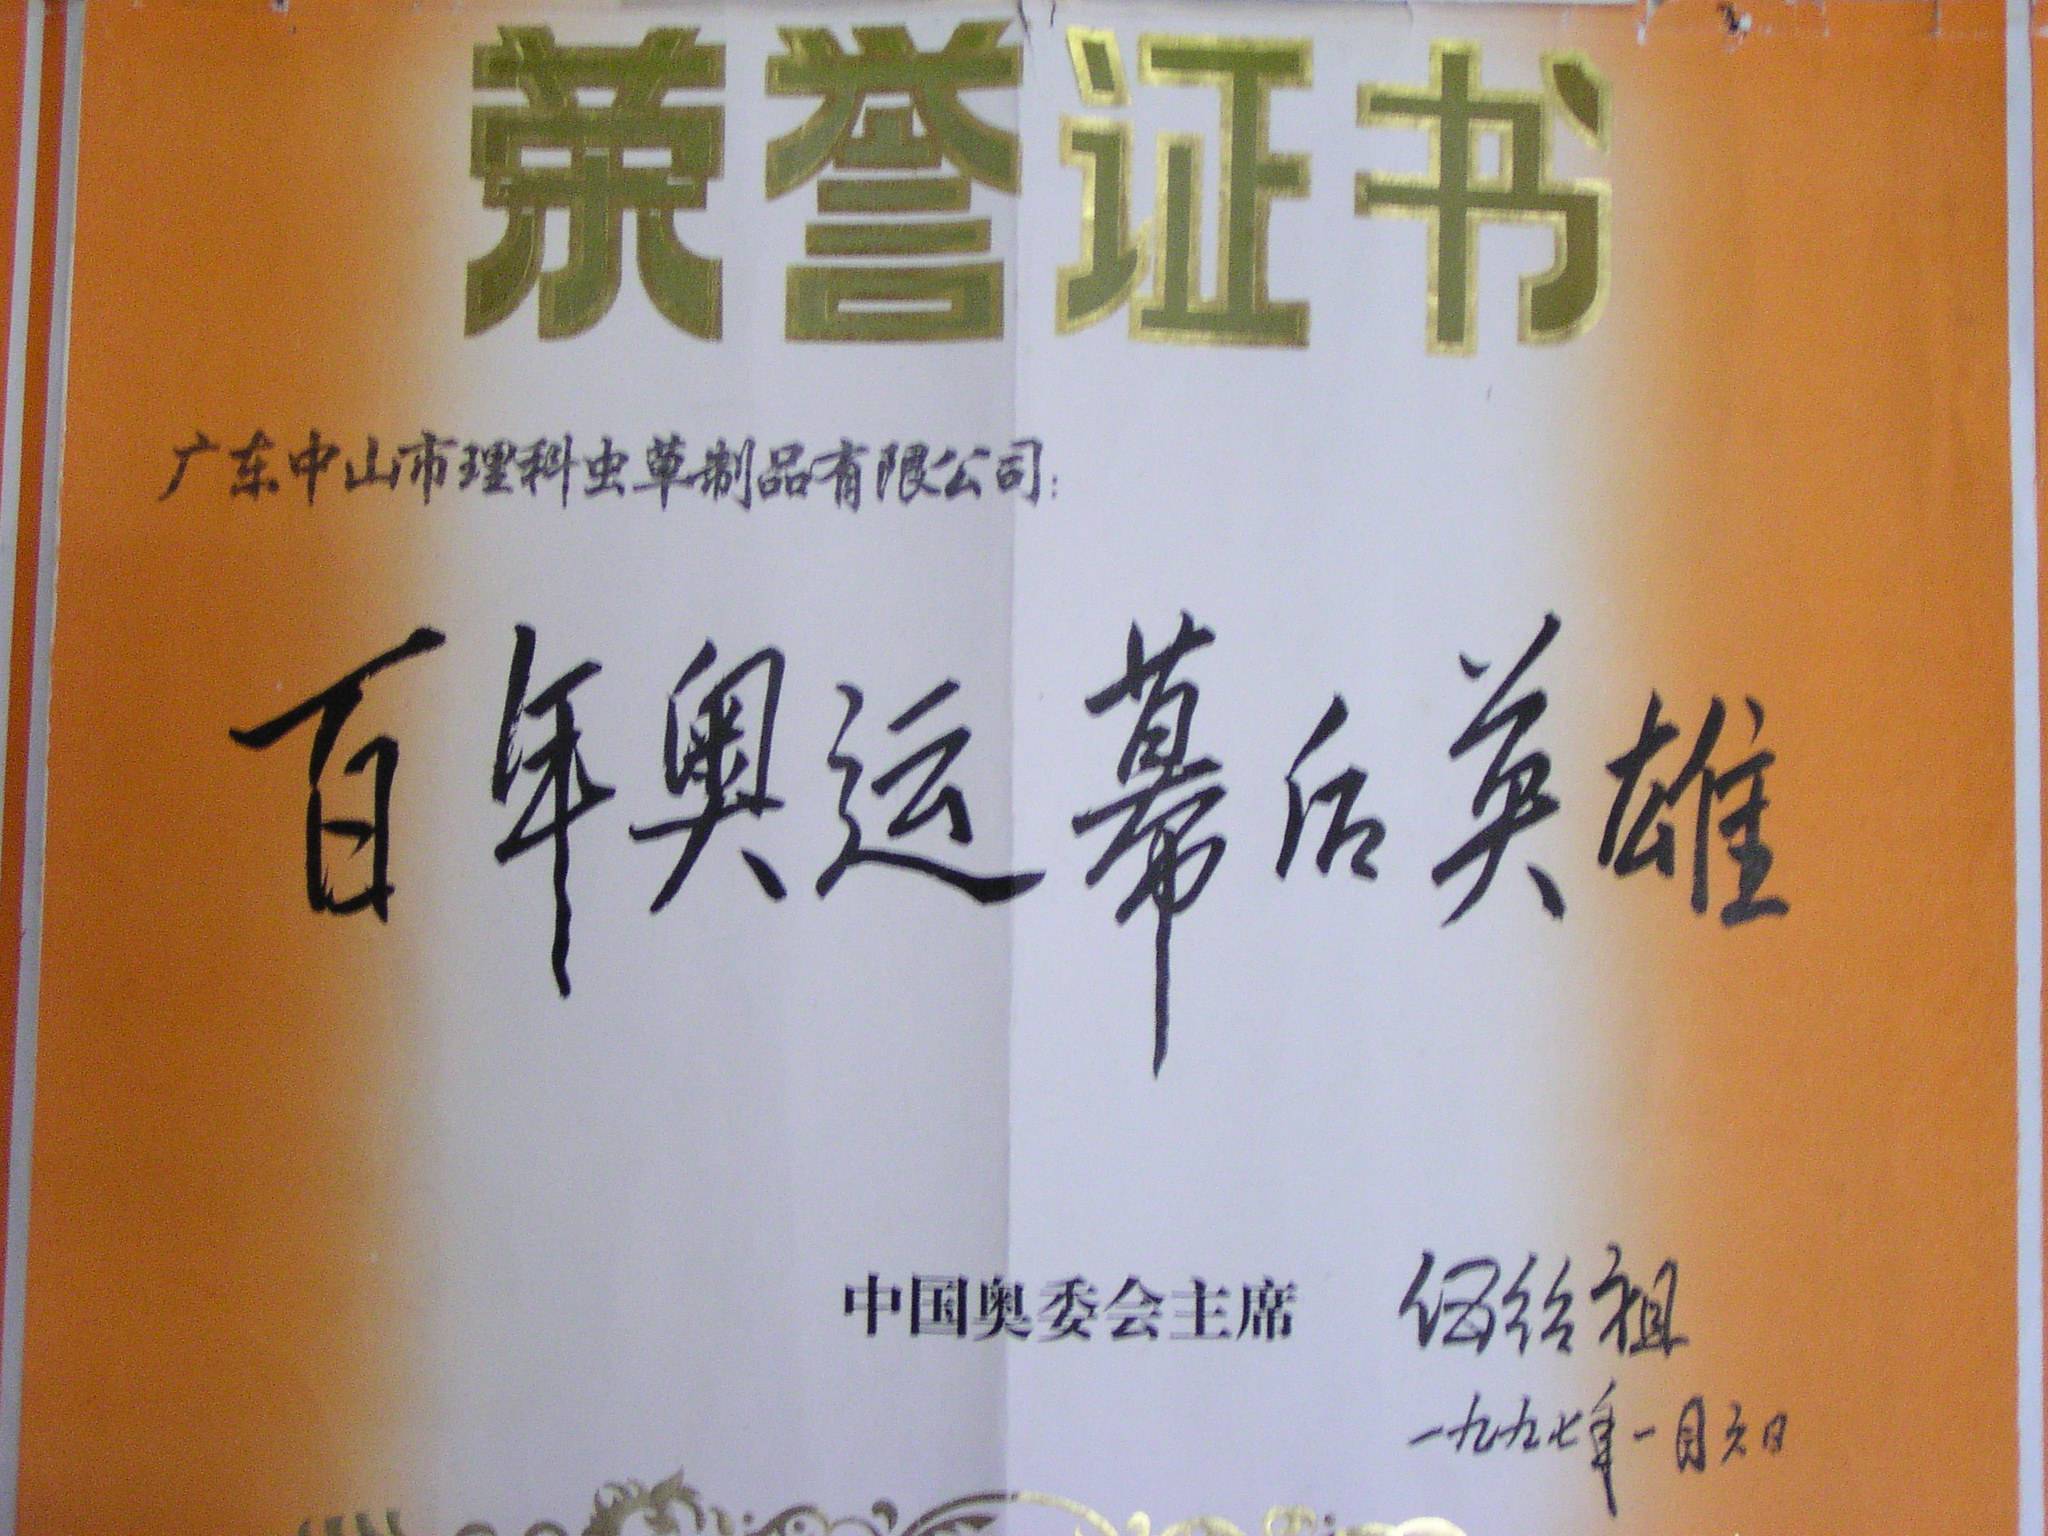 荣誉证书
广东中山市理科虫草制品有限公司：
百年奥运幕后英雄
中国奥委会主席 伍绍祖
一九九七年一月六日